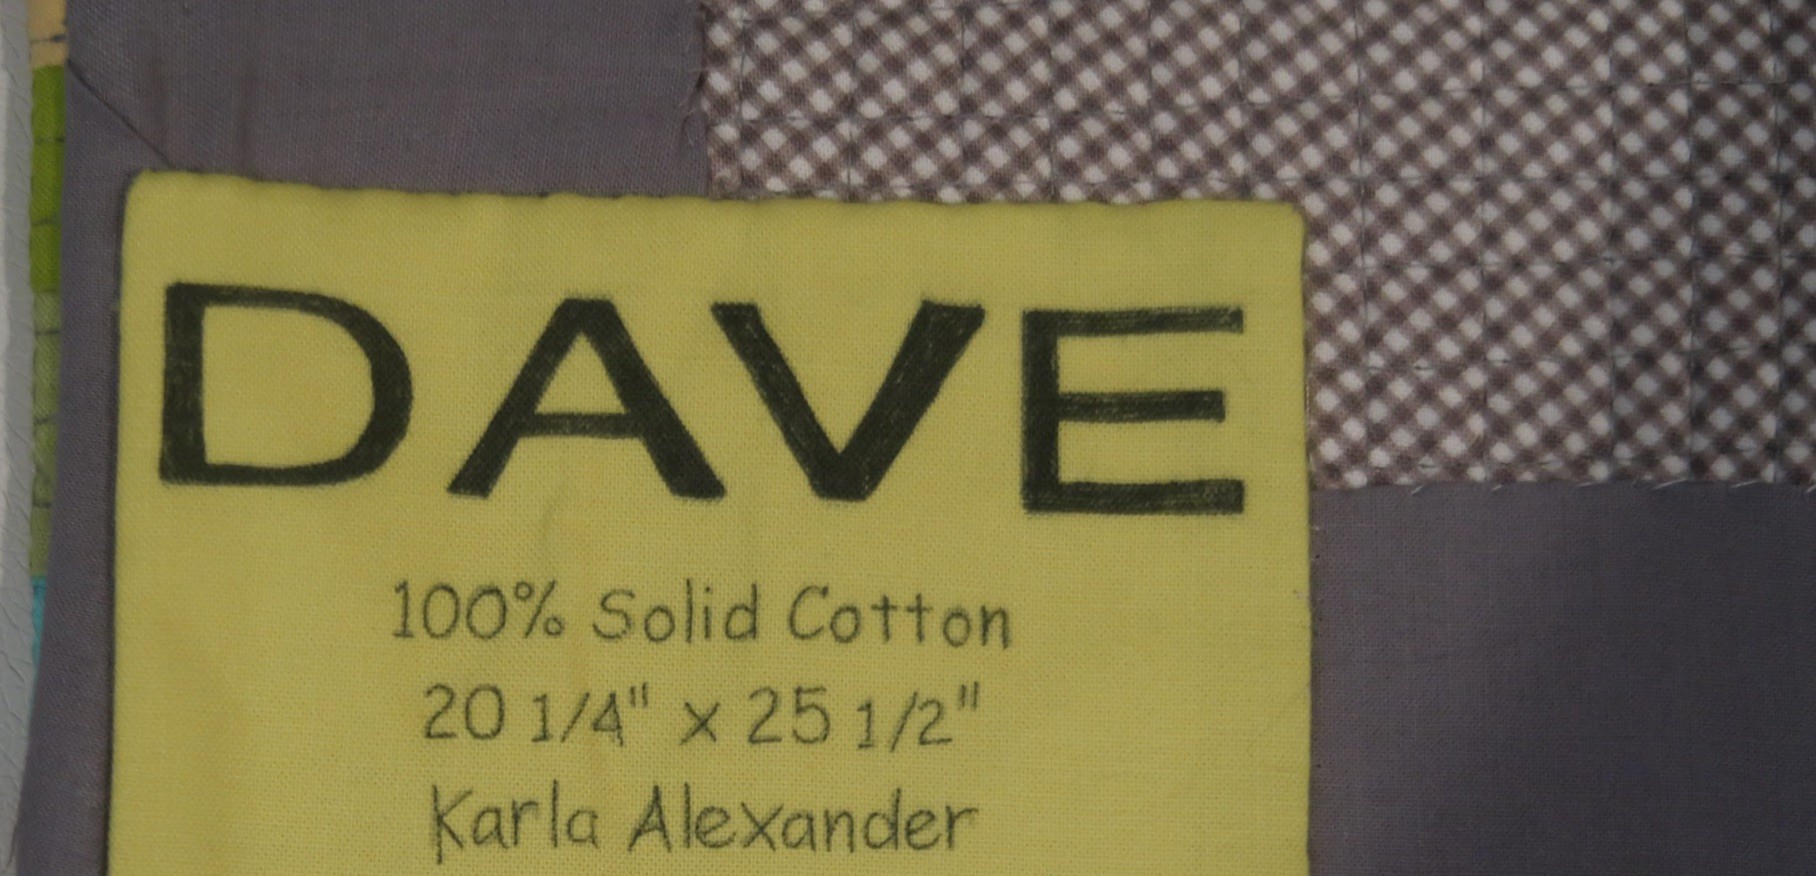 DAVE
100% Solid Cotton
20 1/4" x 25 1/2"
Karla Alexander